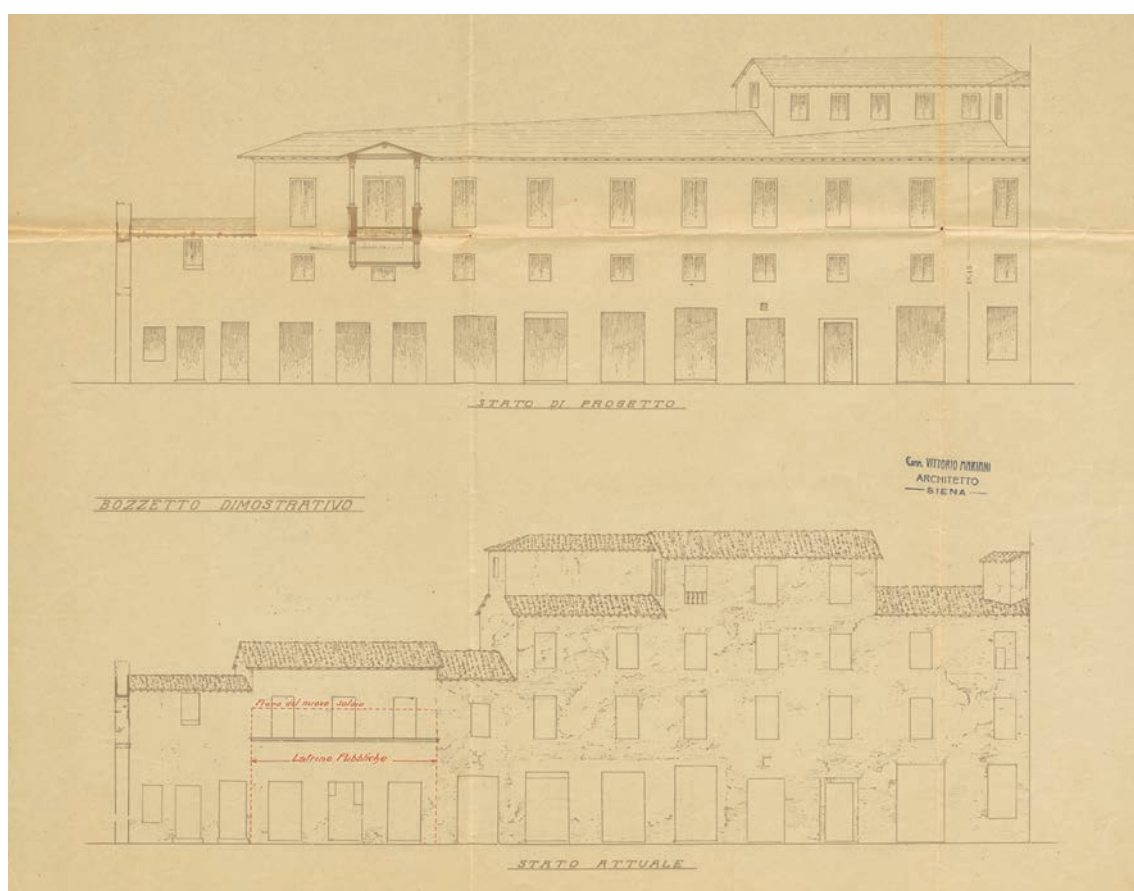 STATO DI PROGETTO
Cav. VITTORIO MARIANI
ARCHITETTO
SIENA
BOZZETTO DIMOSTRATIVO
Piano del nuovo solaio
Latrine Pubbliche
STATO ATTUALE